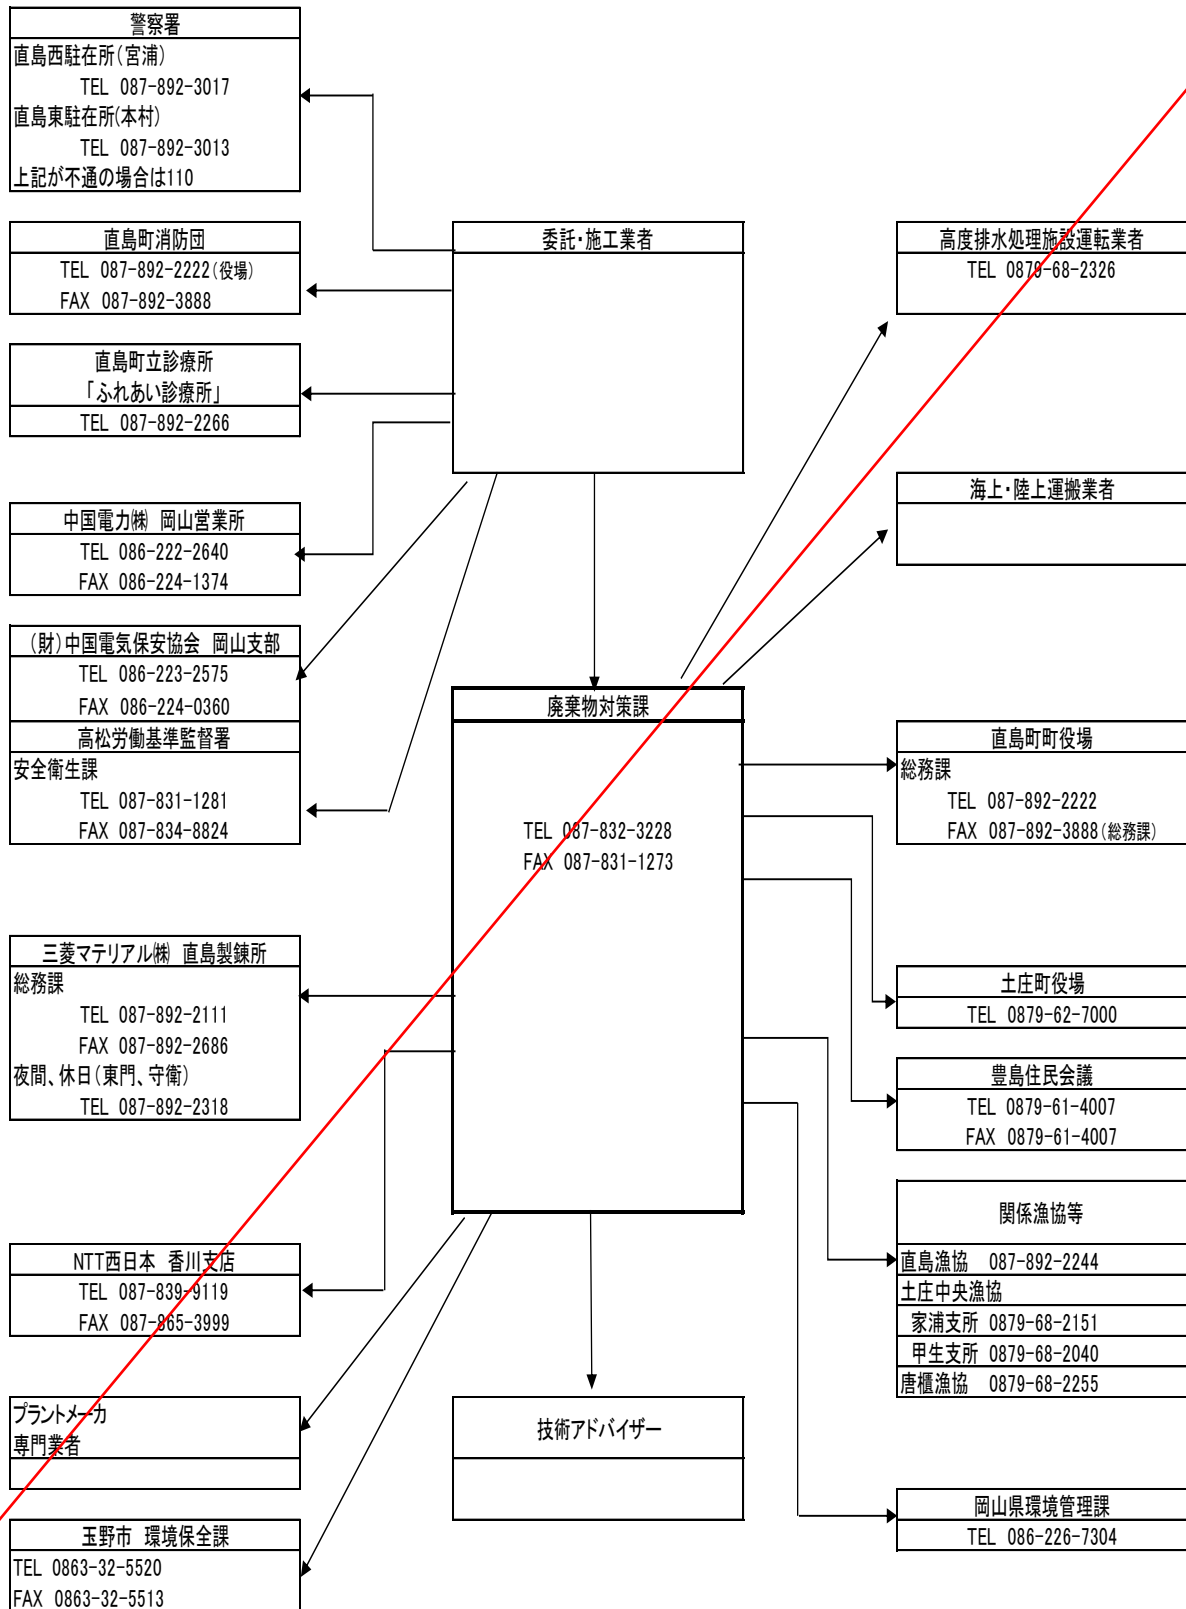 警察署
直島西駐在所(宮浦)
TEL 087-892-3017
直島東駐在所(本村)
TEL 087-892-3013
上記が不通の場合は110
直島町消防団
TEL 087-892-2222(役場)
FAX 087-892-3888
直島町立診療所
「ふれあい診療所」
TEL 087-892-2266
中国電力㈱ 岡山営業所
TEL 086-222-2640
FAX 086-224-1374
(財)中国電気保安協会 岡山支部
TEL 086-223-2575
FAX 086-224-0360
高松労働基準監督署
安全衛生課
TEL 087-831-1281
FAX 087-834-8824
三菱マテリアル㈱ 直島製錬所
総務課
TEL 087-892-2111
FAX 087-892-2686
夜間、休日(東門、守衛)
TEL 087-892-2318
NTT西日本 香川支店
TEL 087-839-9119
FAX 087-865-3999
プラントメーカ
専門業者
玉野市 環境保全課
TEL 0863-32-5520
FAX 0863-32-5513
委託・施工業者
廃棄物対策課
TEL 087-832-3228
FAX 087-831-1273
技術アドバイザー
高度排水処理施設運転業者
TEL 0879-68-2326
海上・陸上運搬業者
直島町町役場
総務課
TEL 087-892-2222
FAX 087-892-3888(総務課)
土庄町役場
TEL 0879-62-7000
豊島住民会議
TEL 0879-61-4007
FAX 0879-61-4007
関係漁協等
直島漁協 087-892-2244
土庄中央漁協
家浦支所 0879-68-2151
甲生支所 0879-68-2040
唐櫃漁協 0879-68-2255
岡山県環境管理課
TEL 086-226-7304